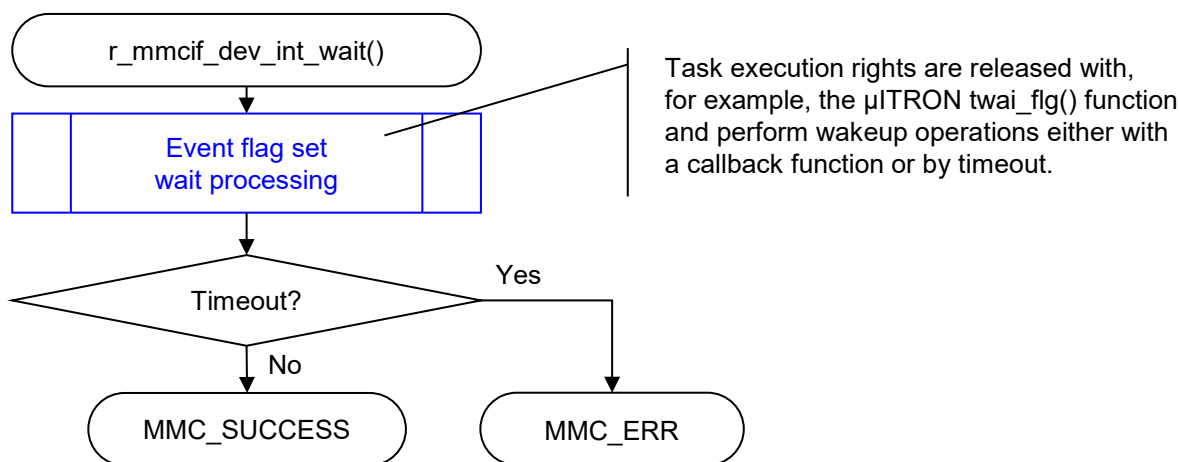 r_mmcif_dev_int_wait()
Task execution rights are released with,
for example, the µITRON twai_flg() function
and perform wakeup operations either with
a callback function or by timeout.
Event flag set
wait processing
Timeout?
Yes
No
MMC_SUCCESS
MMC_ERR